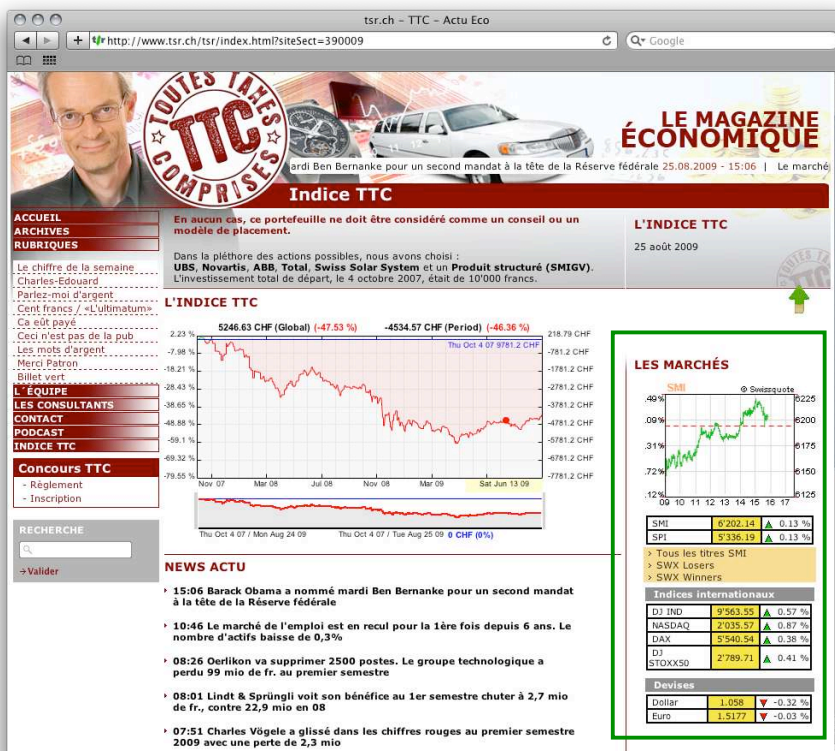 tsr.ch – TTC – Actu Eco
http://www.tsr.ch/tsr/index.html?siteSect=390009
Google
TOUTES TAXES
TTC
COMPRISES
LE MAGAZINE
ÉCONOMIQUE
ardi Ben Bernanke pour un second mandat à la tête de la Réserve fédérale 25.08.2009 - 15:06 | Le marché
Indice TTC
ACCUEIL
ARCHIVES
RUBRIQUES
Le chiffre de la semaine
Charles-Edouard
Parlez-moi d'argent
Cent francs / «L'ultimatum»
Ca eût payé
Ceci n'est pas de la pub
Les mots d'argent
Merci Patron
Billet vert
L´ÉQUIPE
LES CONSULTANTS
CONTACT
PODCAST
INDICE TTC
Concours TTC
- Règlement
- Inscription
RECHERCHE
→Valider
En aucun cas, ce portefeuille ne doit être considéré comme un conseil ou un
modèle de placement.
Dans la pléthore des actions possibles, nous avons choisi :
UBS, Novartis, ABB, Total, Swiss Solar System et un Produit structuré (SMIGV).
L'investissement total de départ, le 4 octobre 2007, était de 10'000 francs.
L'INDICE TTC
25 août 2009
L'INDICE TTC
5246.63 CHF (Global) (-47.53 %) -4534.57 CHF (Period) (-46.36 %)
Thu Oct 4 07 9781.2 CHF
2.23 %
-7.98 %
-18.21 %
-28.43 %
-38.65 %
-48.88 %
-59.1 %
-69.32 %
-79.55 %
218.79 CHF
-781.2 CHF
-1781.2 CHF
-2781.2 CHF
-3781.2 CHF
-4781.2 CHF
-5781.2 CHF
-6781.2 CHF
-7781.2 CHF
Nov 07 Mar 08 Jul 08 Nov 08 Mar 09 Sat Jun 13 09
Thu Oct 4 07 / Mon Aug 24 09 Thu Oct 4 07 / Tue Aug 25 09 0 CHF (0%)
NEWS ACTU
15:06 Barack Obama a nommé mardi Ben Bernanke pour un second mandat
à la tête de la Réserve fédérale
10:46 Le marché de l'emploi est en recul pour la 1ère fois depuis 6 ans. Le
nombre d'actifs baisse de 0,3%
08:26 Oerlikon va supprimer 2500 postes. Le groupe technologique a
perdu 99 mio de fr. au premier semestre
08:01 Lindt & Sprüngli voit son bénéfice au 1er semestre chuter à 2,7 mio
de fr., contre 22,9 mio en 08
07:51 Charles Vögele a glissé dans les chiffres rouges au premier semestre
2009 avec une perte de 2,3 mio
LES MARCHÉS
SMI © Swissquote
.49%
.09%
.31%
.72%
.12%
6225
6200
6175
6150
6125
09 10 11 12 13 14 15 16 17
SMI 6'202.14 0.13 %
SPI 5'336.19 0.13 %
> Tous les titres SMI
> SWX Losers
> SWX Winners
Indices internationaux
DJ IND 9'563.55 0.57 %
NASDAQ 2'035.57 0.87 %
DAX 5'540.54 0.38 %
DJ
STOXX50 2'789.71 0.41 %
Devises
Dollar 1.058 -0.32 %
Euro 1.5177 -0.03 %